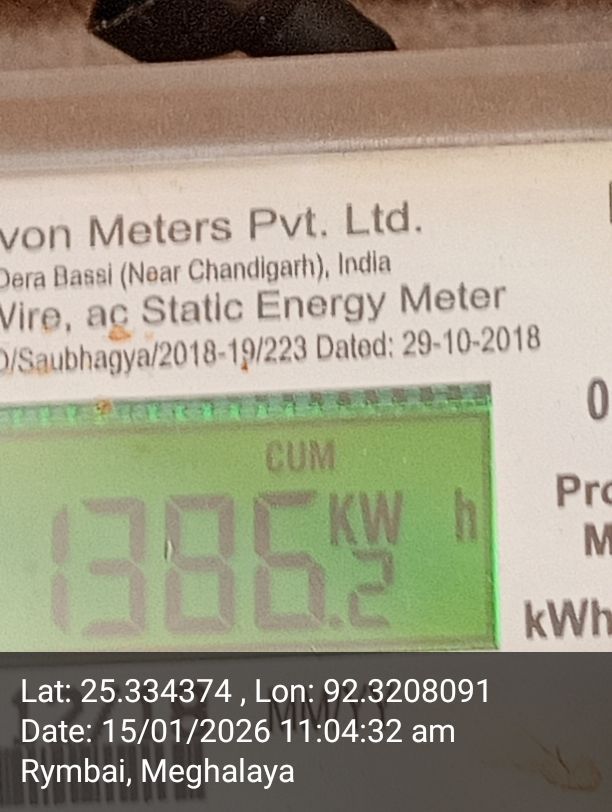 von Meters Pvt. Ltd.
Dera Bassi (Near Chandigarh), India
Wire, ac Static Energy Meter
O/Saubhagya/2018-19/223 Dated: 29-10-2018
0
CUM
1386.2 KW h
Pro
M
kWh
Lat: 25.334374 , Lon: 92.3208091
Date: 15/01/2026 11:04:32 am
Rymbai, Meghalaya